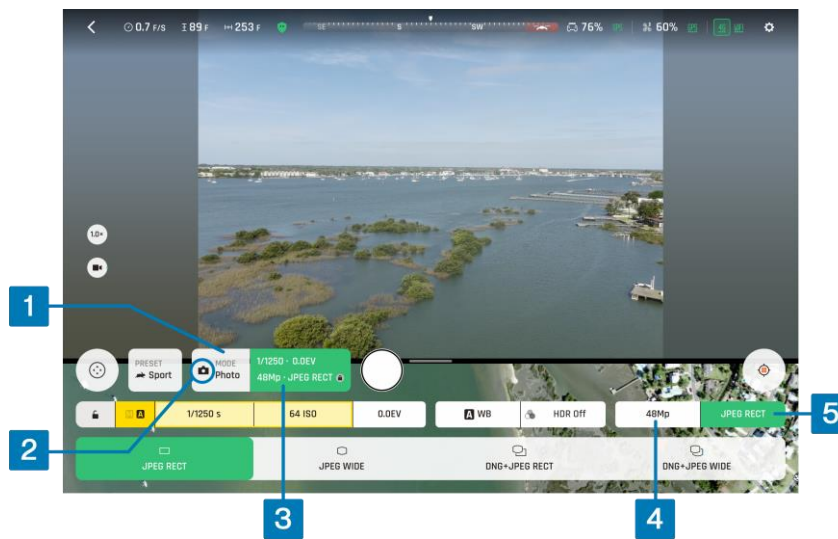 0.7 F/S 89 F 253 F SE S SW 76% 60%
1.0×
1
PRESET
Sport
MODE
Photo
1/1250 - 0.0EV
48Mp - JPEG RECT
A 1/1250 s 64 ISO 0.0EV A WB HDR Off 48Mp JPEG RECT
5
2
JPEG RECT JPEG WIDE DNG+JPEG RECT DNG+JPEG WIDE
3
4